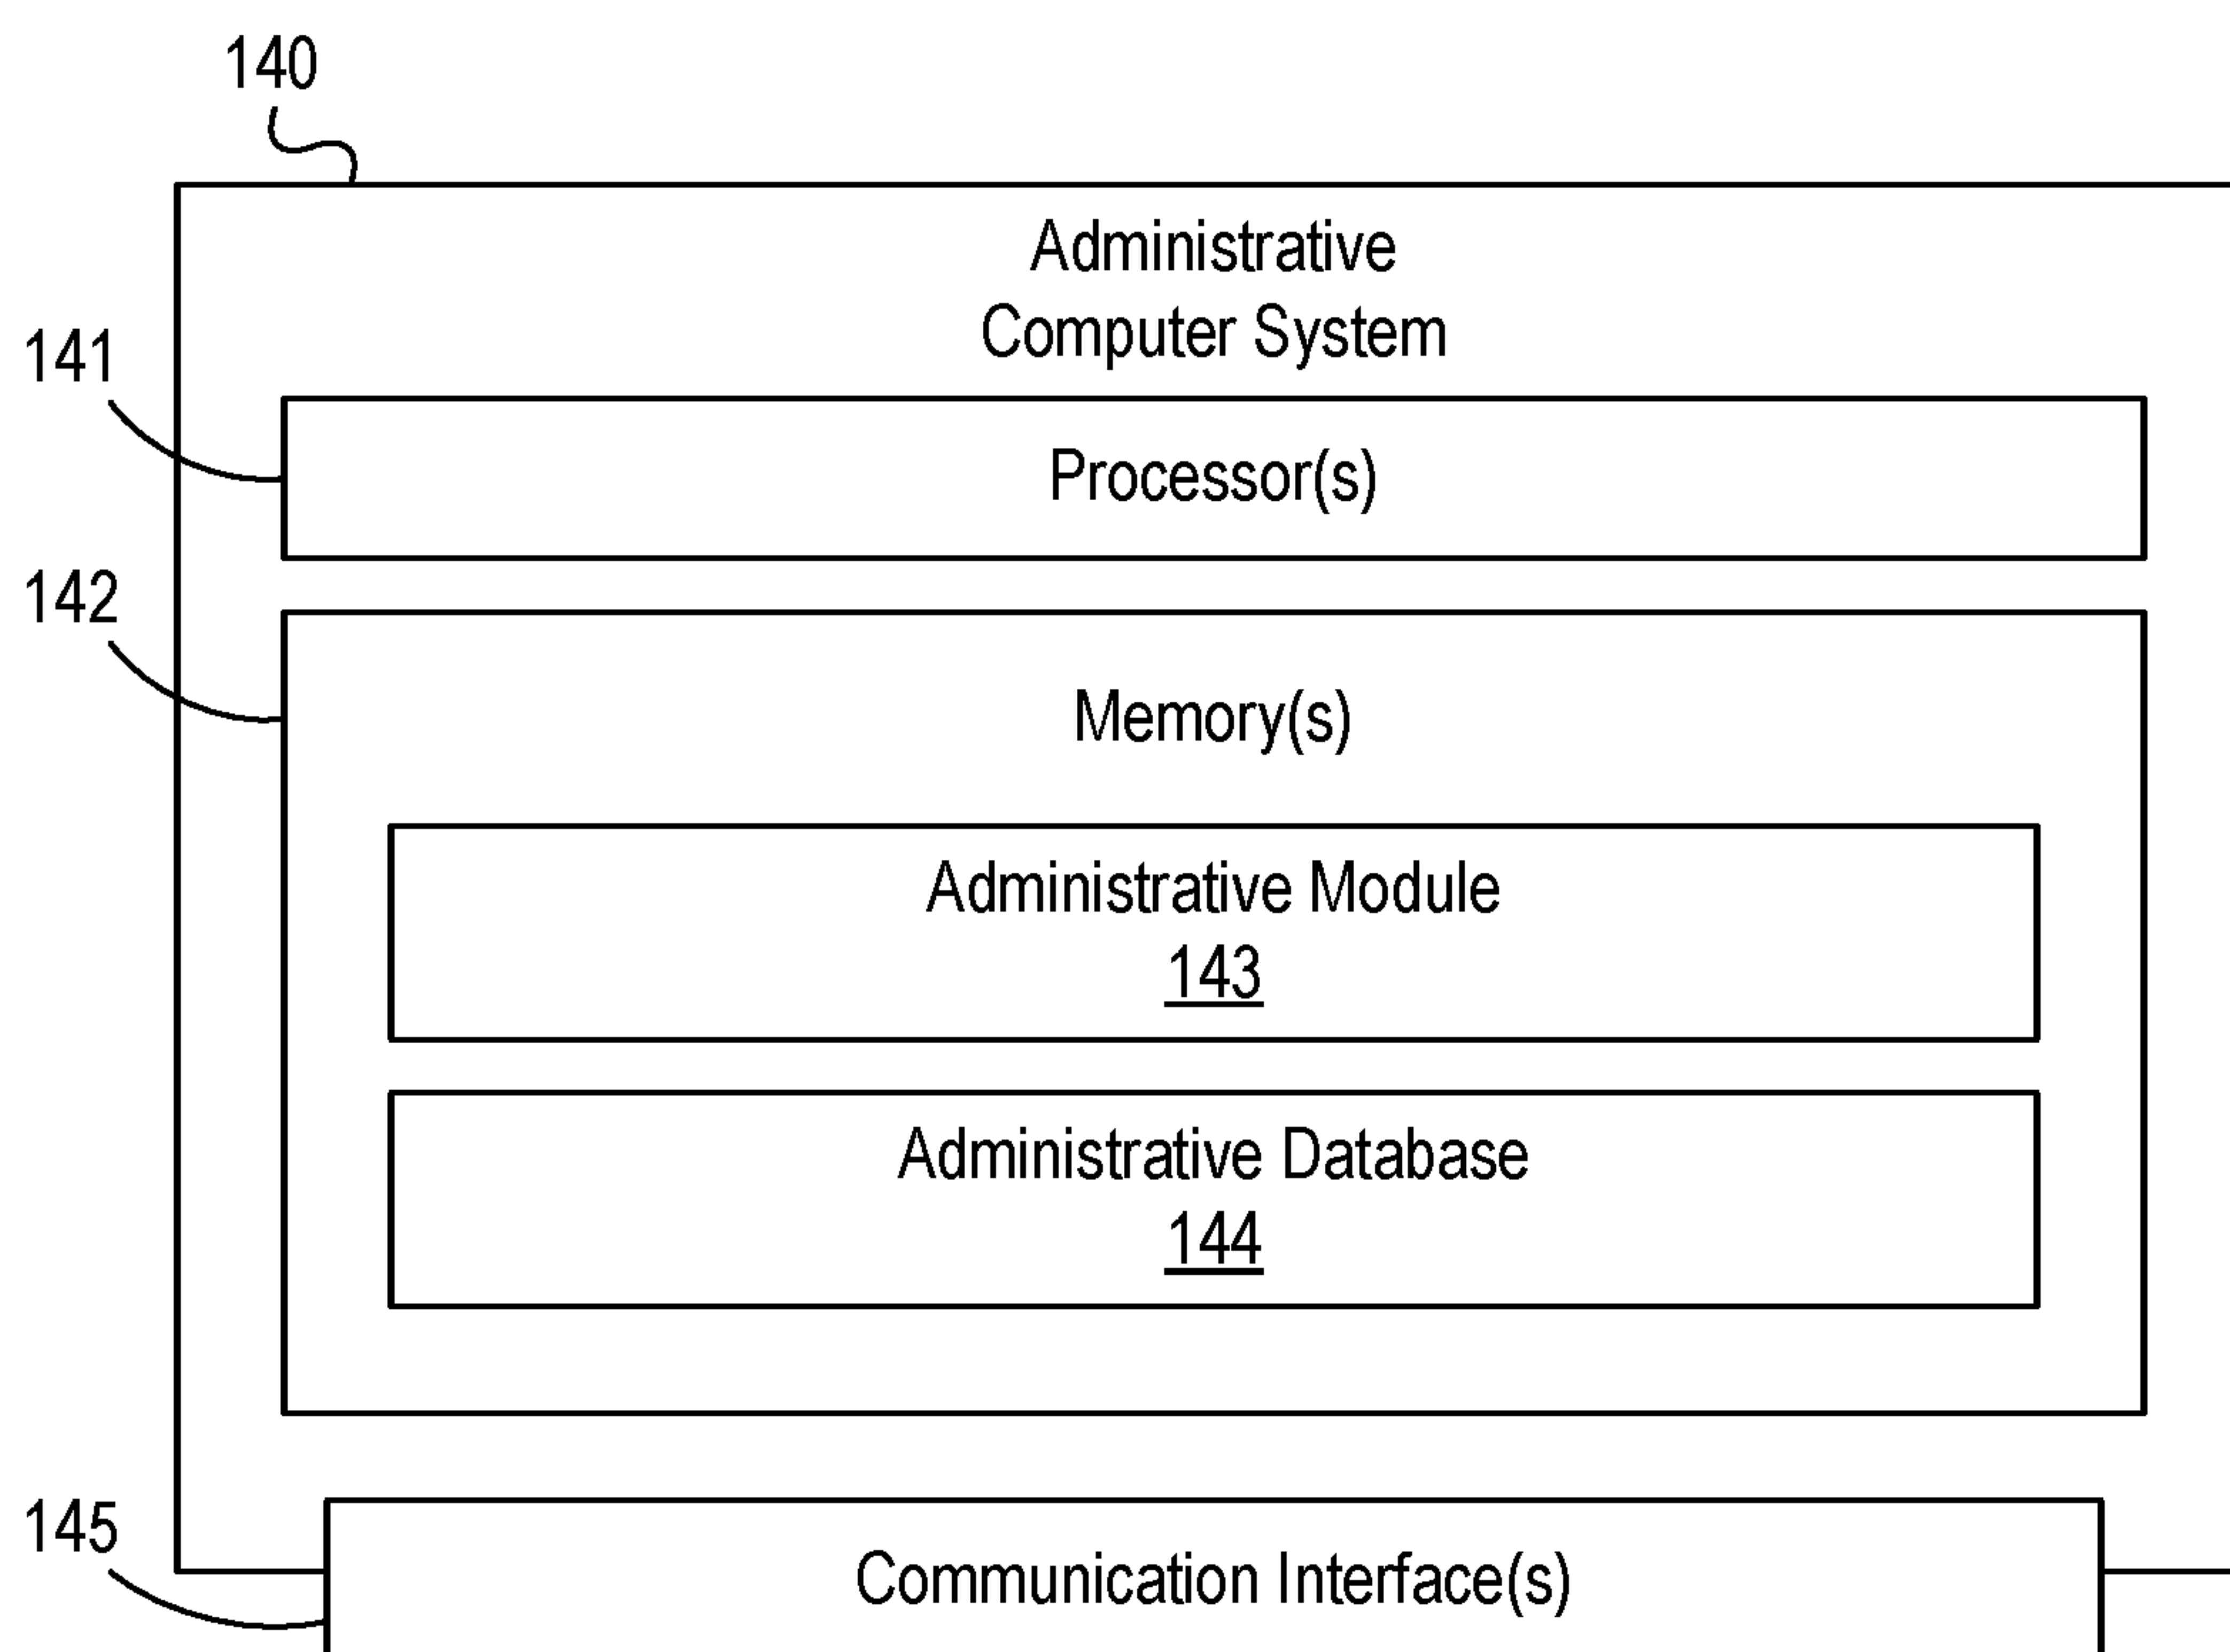 140
Administrative
Computer System
141
Processor(s)
142
Memory(s)
Administrative Module
143
Administrative Database
144
145
Communication Interface(s)